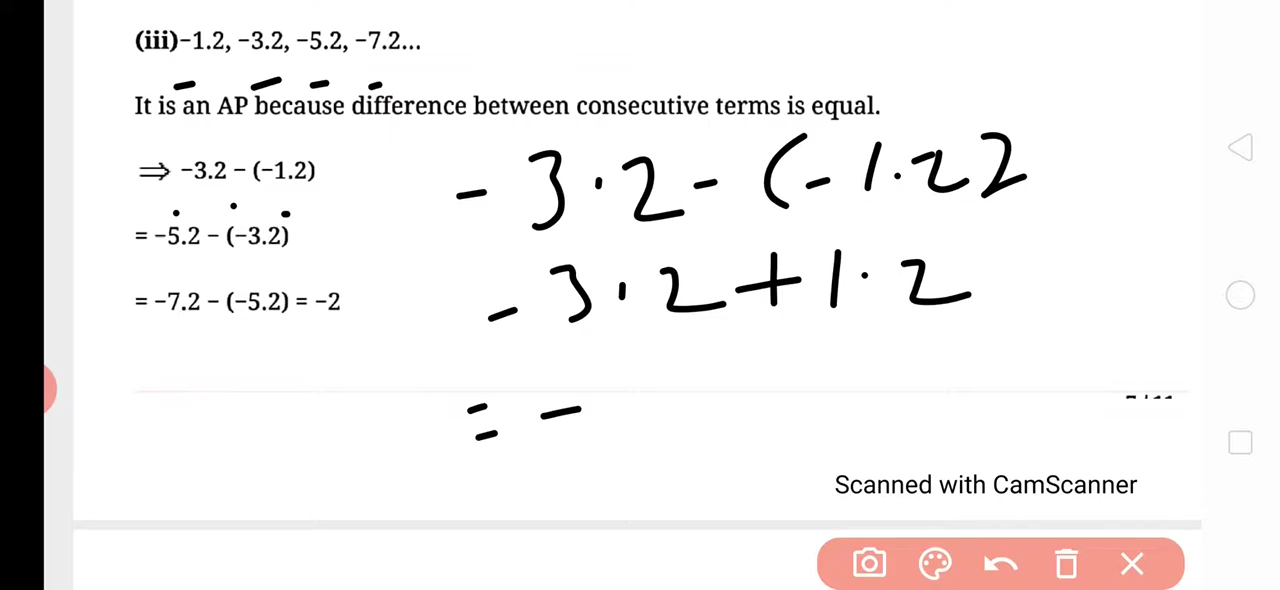 (iii)−1.2, −3.2, −5.2, −7.2...
It is an AP because difference between consecutive terms is equal.
⟹ −3.2 − (−1.2)
= −5.2 − (−3.2)
= −7.2 − (−5.2) = −2
- 3.2 - (- 1.2)
- 3.2 + 1.2
= -
Scanned with CamScanner